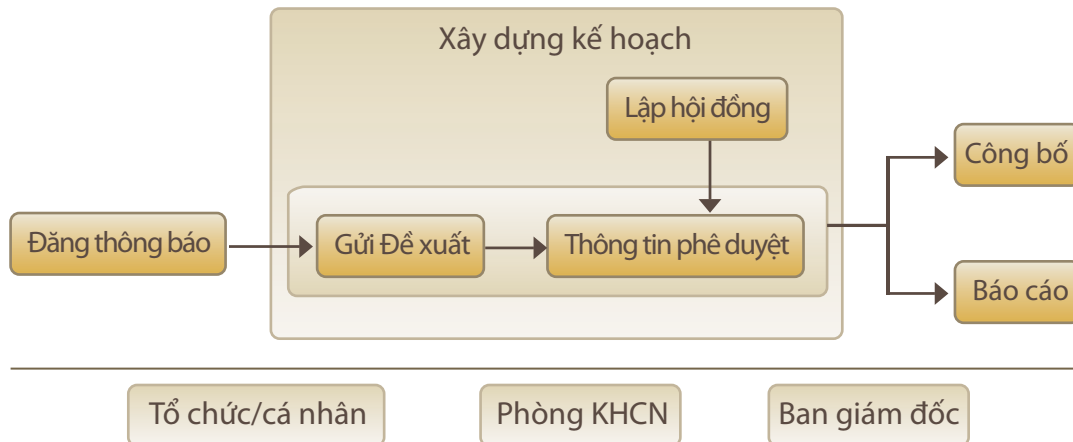 Xây dựng kế hoạch
Lập hội đồng
Công bố
Đăng thông báo
Gửi Đề xuất
Thông tin phê duyệt
Báo cáo
Tổ chức/cá nhân
Phòng KHCN
Ban giám đốc